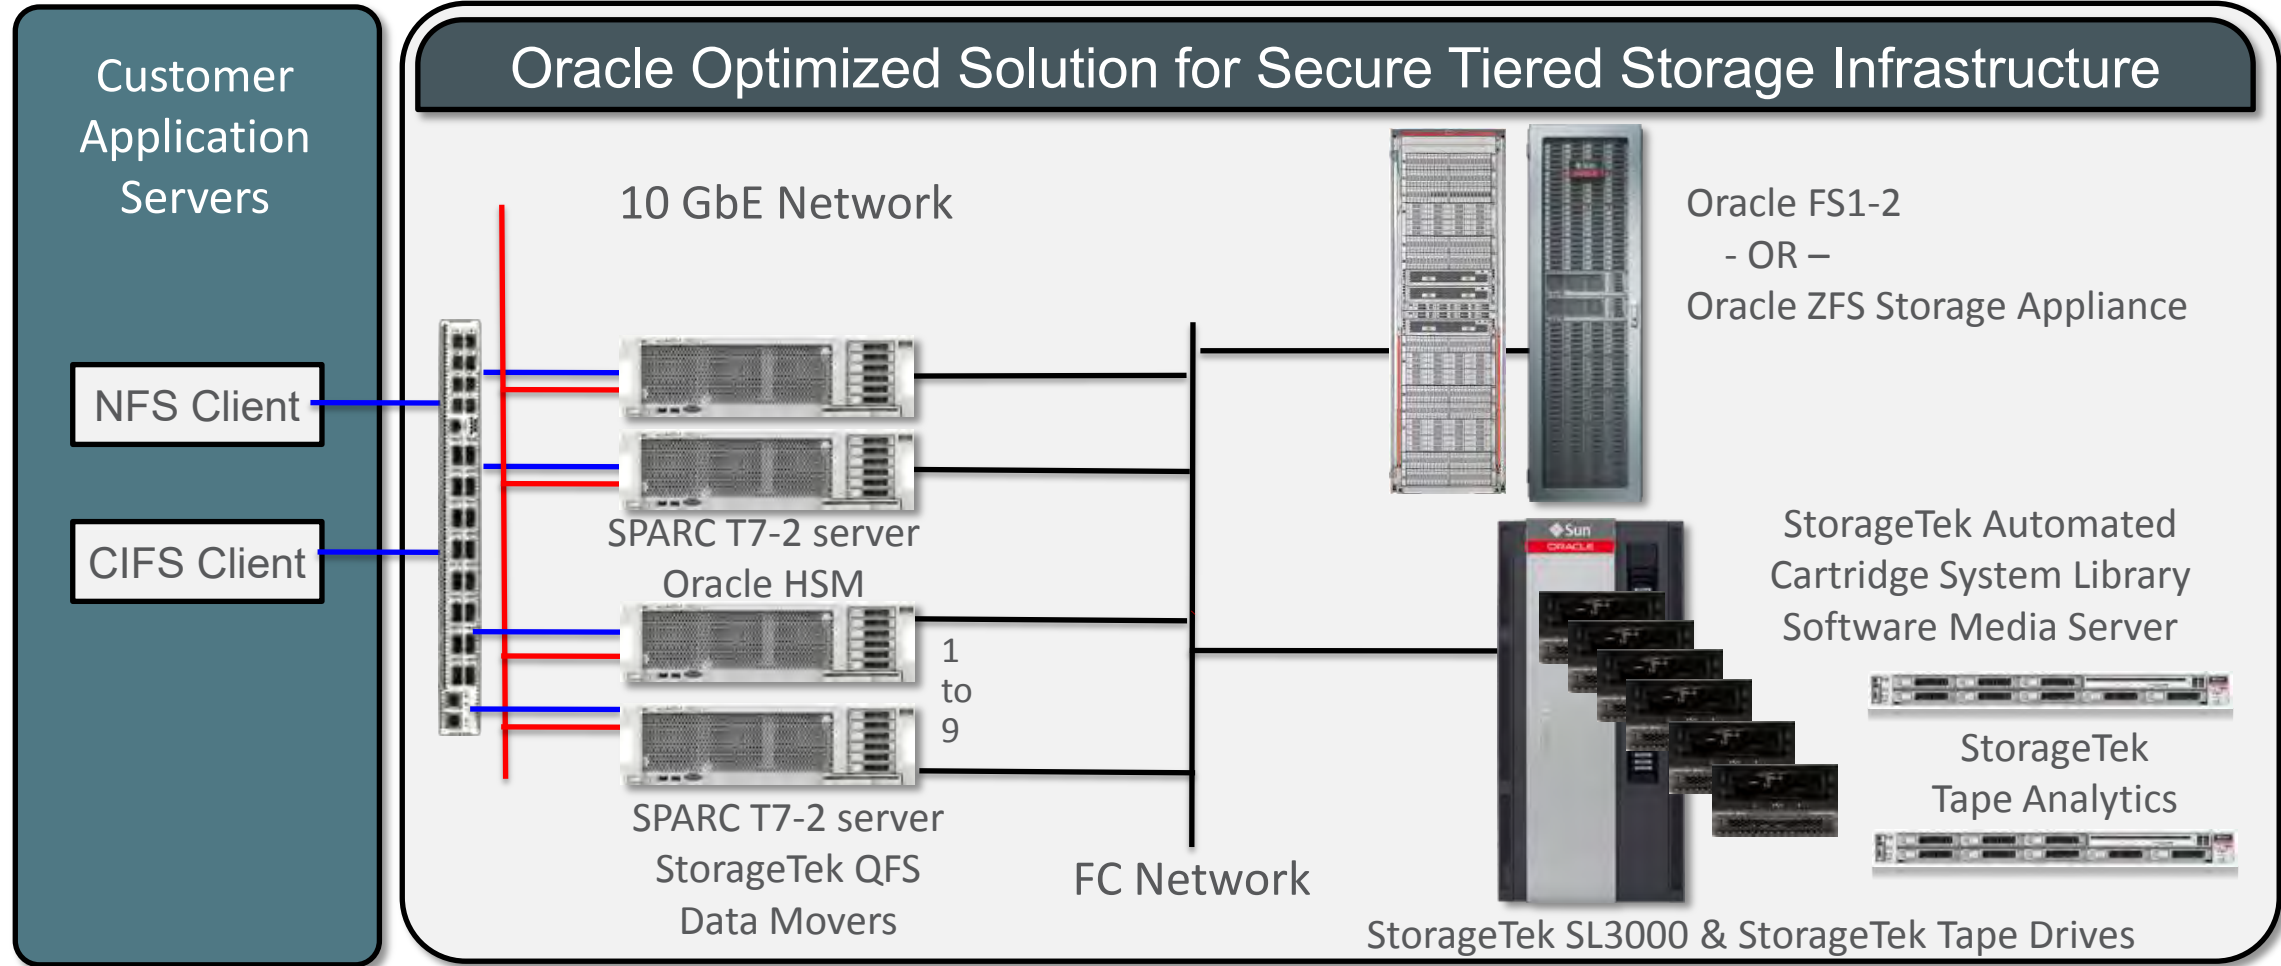 Customer
Application
Servers
NFS Client
CIFS Client
Oracle Optimized Solution for Secure Tiered Storage Infrastructure
10 GbE Network
SPARC T7-2 server
Oracle HSM
1
to
9
SPARC T7-2 server
StorageTek QFS
Data Movers
FC Network
Oracle FS1-2
- OR –
Oracle ZFS Storage Appliance
Sun
ORACLE
StorageTek Automated
Cartridge System Library
Software Media Server
StorageTek
Tape Analytics
StorageTek SL3000 & StorageTek Tape Drives